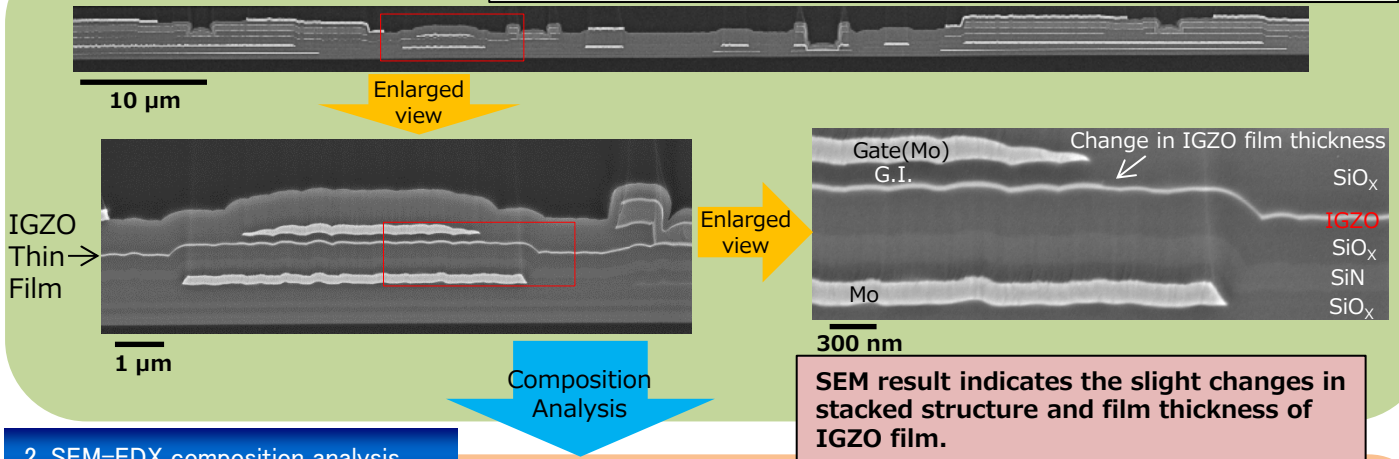 10 μm
Enlarged
view
IGZO
Thin
Film
1 μm
Enlarged
view
Gate(Mo)
G.I.
Change in IGZO film thickness
SiOX
IGZO
SiOX
SiN
SiOX
Mo
300 nm
Composition
Analysis
SEM result indicates the slight changes in
stacked structure and film thickness of
IGZO film.
2. SEM-EDX composition analysis